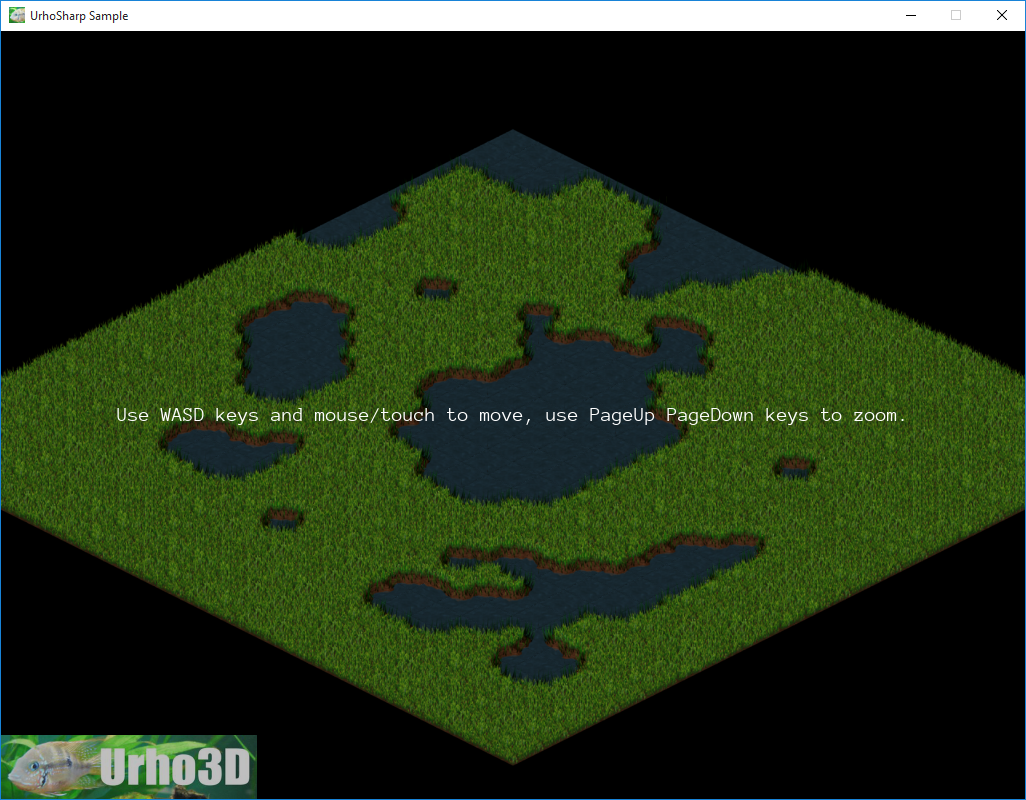 UrhoSharp Sample
Use WASD keys and mouse/touch to move, use PageUp PageDown keys to zoom.
Urho3D